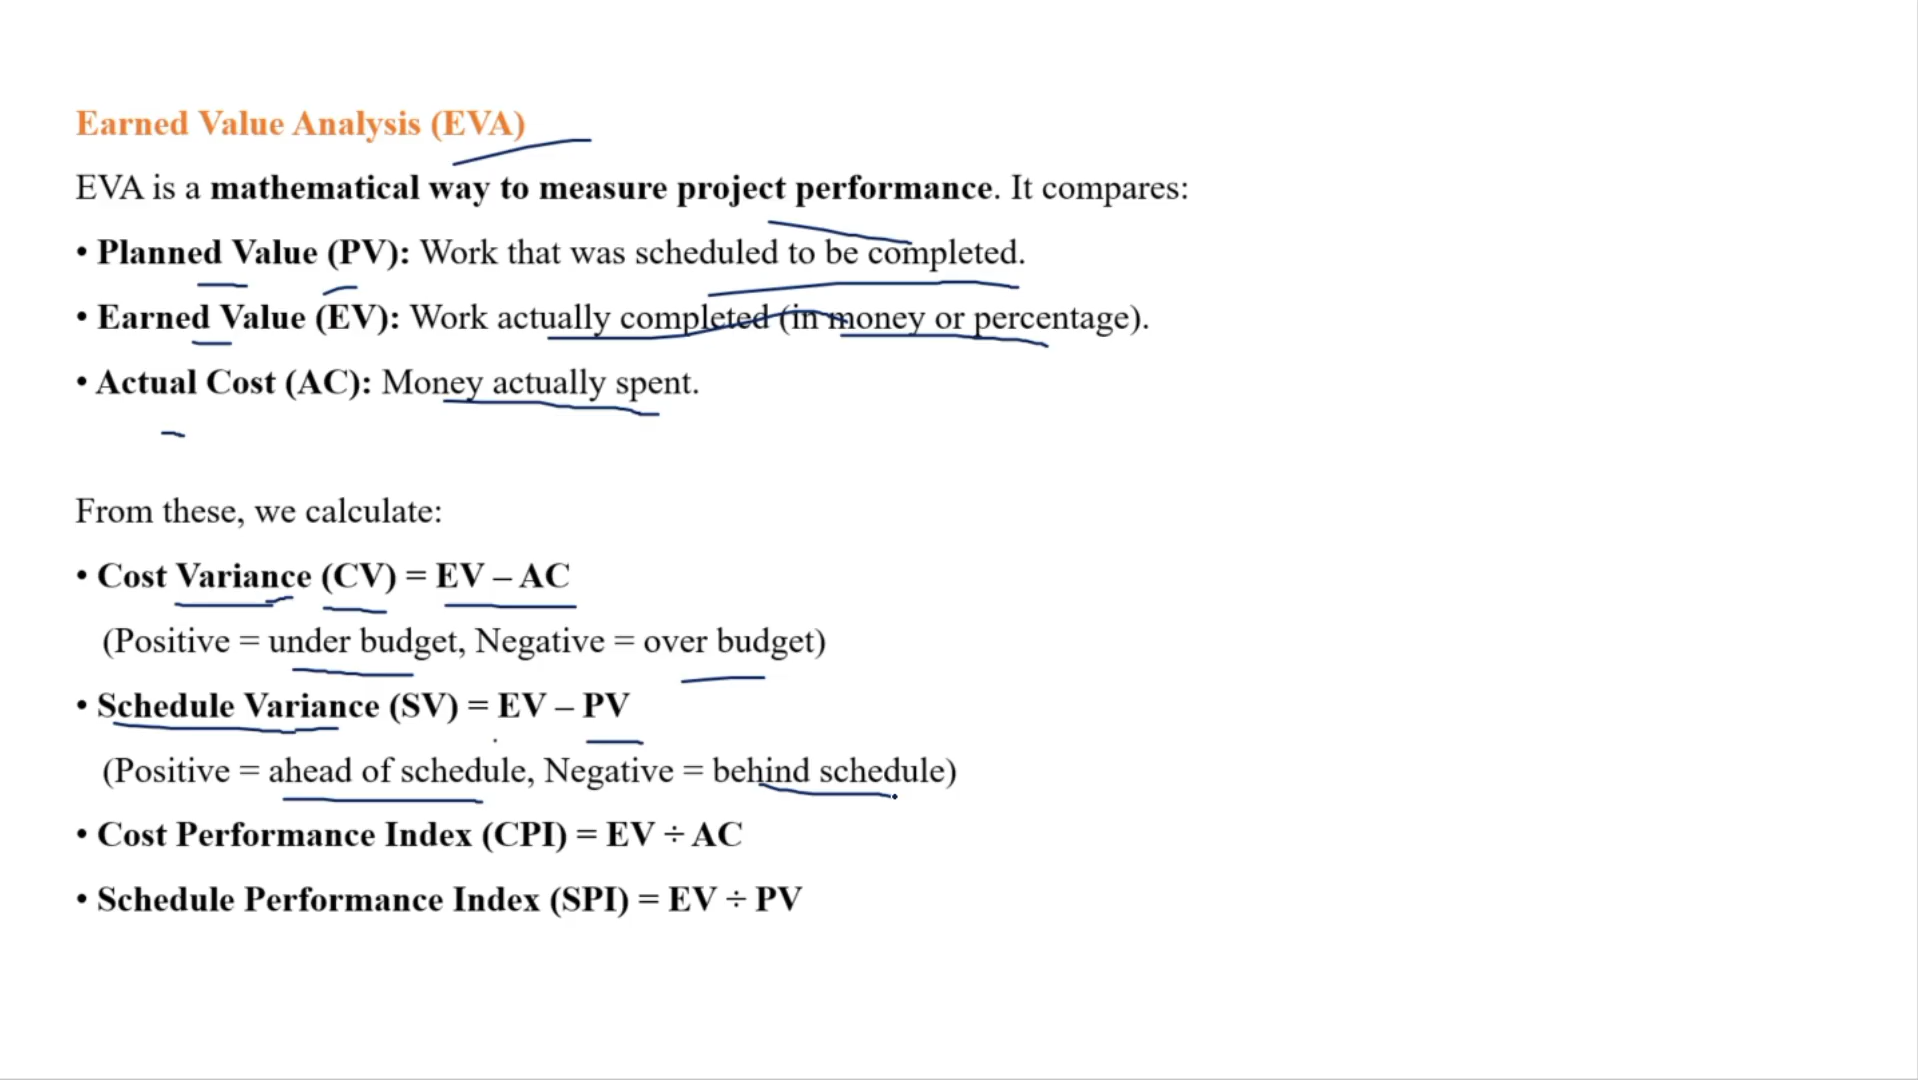 Earned Value Analysis (EVA)
EVA is a mathematical way to measure project performance. It compares:
• Planned Value (PV): Work that was scheduled to be completed.
• Earned Value (EV): Work actually completed (in money or percentage).
• Actual Cost (AC): Money actually spent.
From these, we calculate:
• Cost Variance (CV) = EV – AC
(Positive = under budget, Negative = over budget)
• Schedule Variance (SV) = EV – PV
(Positive = ahead of schedule, Negative = behind schedule)
• Cost Performance Index (CPI) = EV ÷ AC
• Schedule Performance Index (SPI) = EV ÷ PV